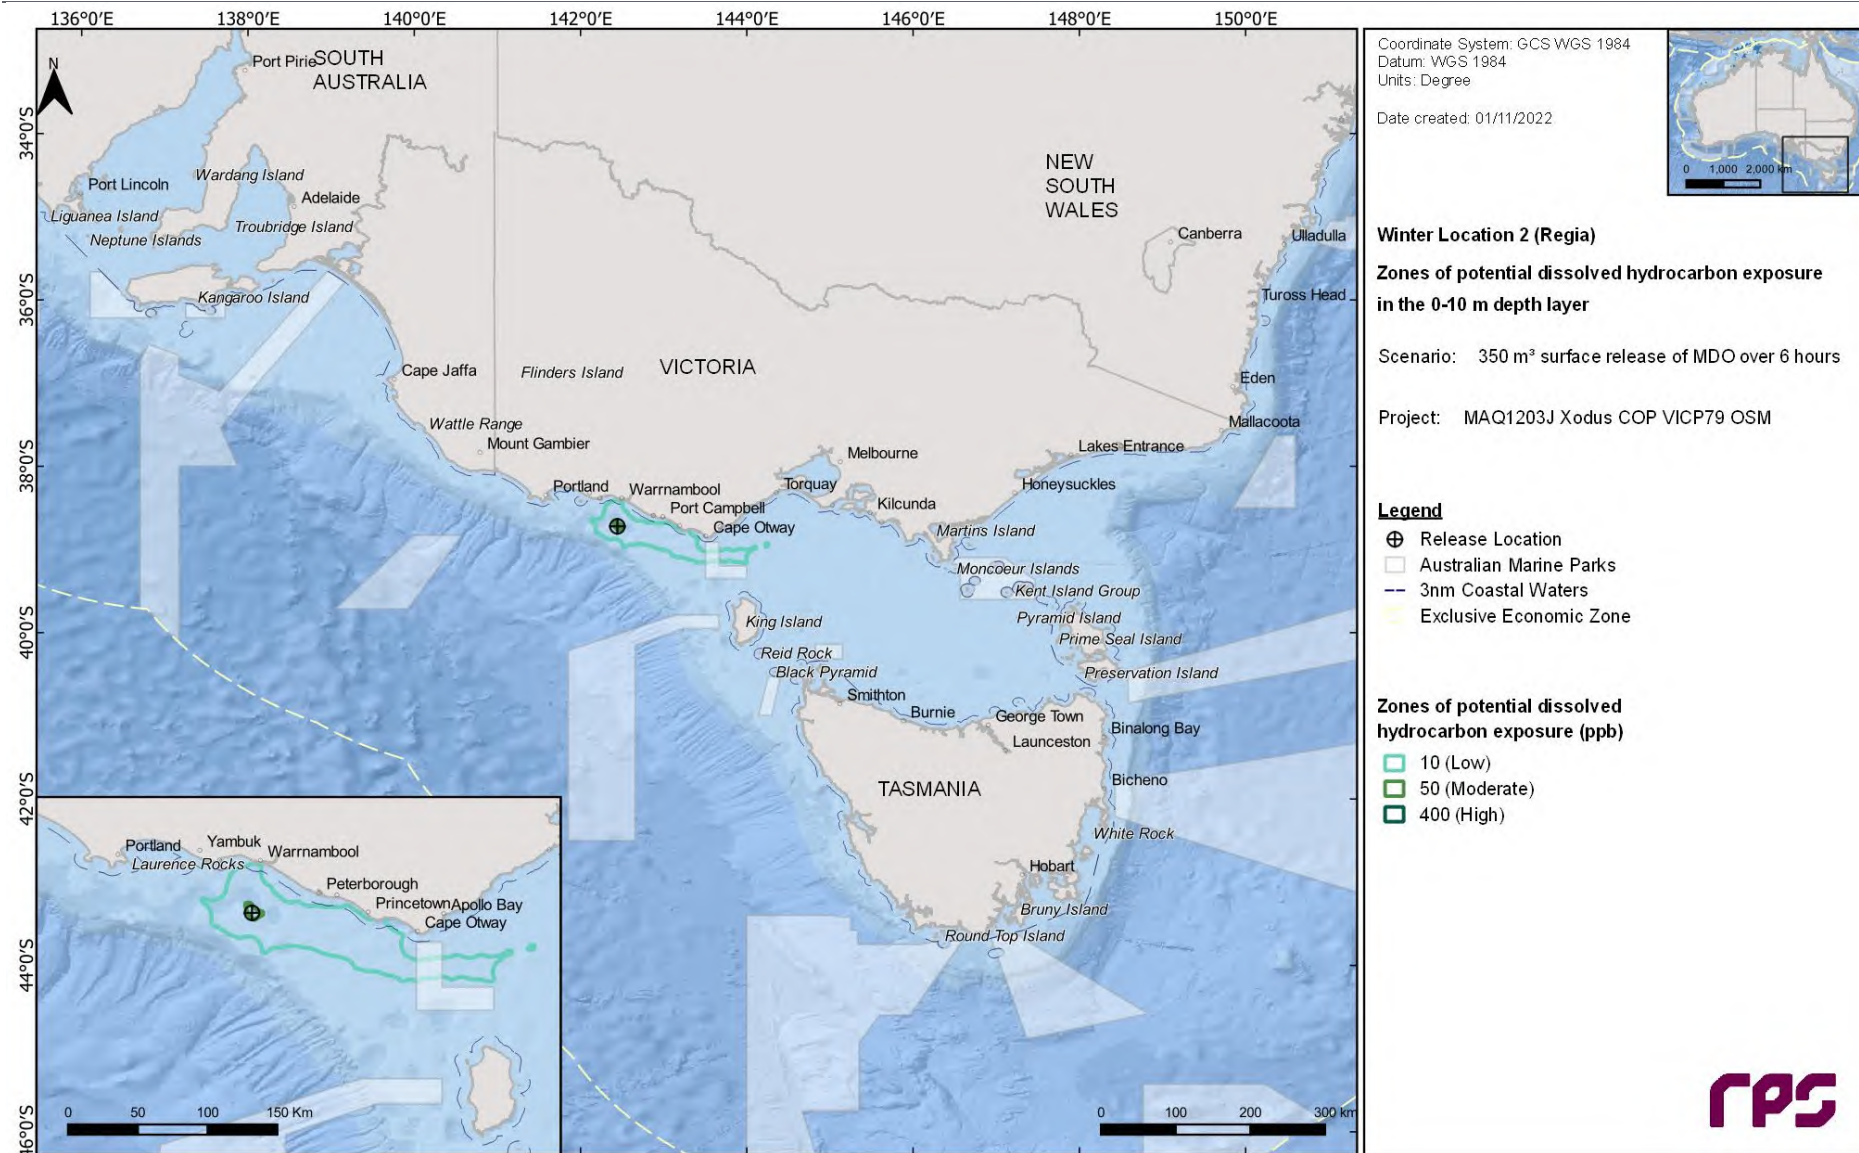 136°0'E 138°0'E 140°0'E 142°0'E 144°0'E 146°0'E 148°0'E 150°0'E
34°0'S
36°0'S
38°0'S
40°0'S
42°0'S
44°0'S
46°0'S
N
Port Pirie
SOUTH
AUSTRALIA
Port Lincoln
Wardang Island
Adelaide
Liguanea Island
Neptune Islands
Troubridge Island
Kangaroo Island
NEW
SOUTH
WALES
Canberra
Ulladulla
Tuross Head
Cape Jaffa
Flinders Island
VICTORIA
Eden
Wattle Range
Mount Gambier
Mallacoota
Melbourne
Lakes Entrance
Portland
Warrnambool
Torquay
Honeysuckles
Port Campbell
Kilcunda
Cape Otway
Martins Island
Moncoeur Islands
Kent Island Group
King Island
Pyramid Island
Prime Seal Island
Reid Rock
Black Pyramid
Preservation Island
Smithton
Burnie
George Town
Launceston
Binalong Bay
TASMANIA
Bicheno
White Rock
Hobart
Bruny Island
Round Top Island
0 100 200 300 km
Portland
Yambuk
Warrnambool
Laurence Rocks
Peterborough
Princetown
Apollo Bay
Cape Otway
0 50 100 150 Km
Coordinate System: GCS WGS 1984
Datum: WGS 1984
Units: Degree
Date created: 01/11/2022
0 1,000 2,000 km
Winter Location 2 (Regia)
Zones of potential dissolved hydrocarbon exposure
in the 0-10 m depth layer
Scenario: 350 m³ surface release of MDO over 6 hours
Project: MAQ1203J Xodus COP VICP79 OSM
Legend
Release Location
Australian Marine Parks
3nm Coastal Waters
Exclusive Economic Zone
Zones of potential dissolved
hydrocarbon exposure (ppb)
10 (Low)
50 (Moderate)
400 (High)
rps